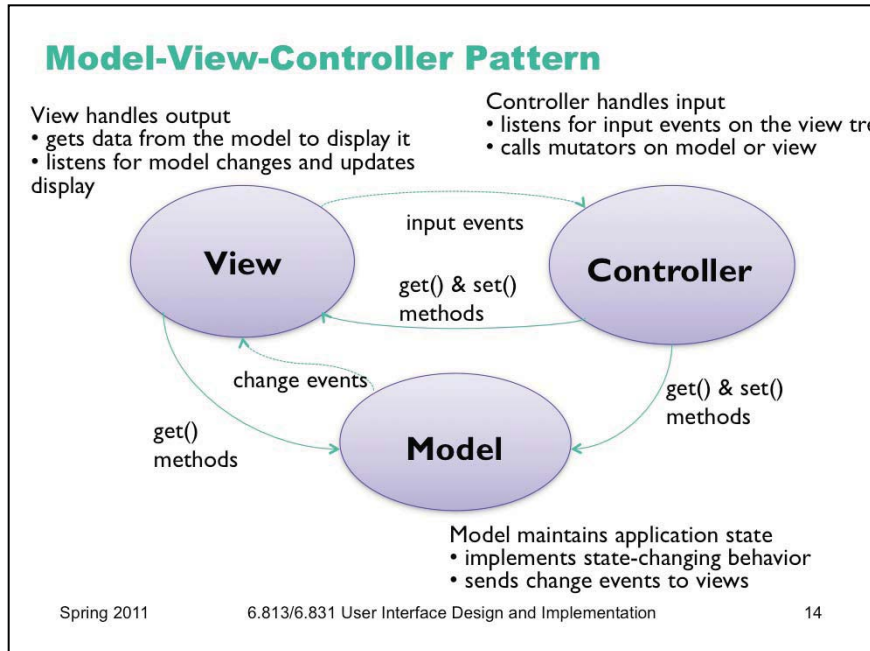 Model-View-Controller Pattern
View handles output
• gets data from the model to display it
• listens for model changes and updates
display
Controller handles input
• listens for input events on the view tre
• calls mutators on model or view
input events
View
Controller
get() & set()
methods
change events
get() & set()
methods
get()
methods
Model
Model maintains application state
• implements state-changing behavior
• sends change events to views
Spring 2011
6.813/6.831 User Interface Design and Implementation
14